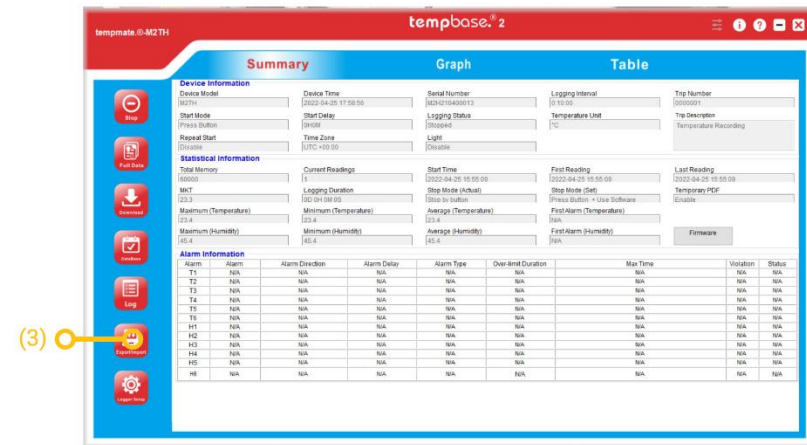 tempmate.®-M2TH
tempbase.® 2
Summary Graph Table
Stop
Full Data
Download
DataBase
Log
(3)
Export report
Logger Setup
Device Information
Device Model Device Time Serial Number Logging Interval Trip Number
M2TH 2022-04-25 17:58:56 M2H210400013 0:10:00 0000001
Start Mode Start Delay Logging Status Temperature Unit Trip Description
Press Button 0H0M Stopped °C Temperature Recording
Repeat Start Time Zone Light
Disable UTC +00:00 Disable
Statistical Information
Total Memory Current Readings Start Time First Reading Last Reading
60000 1 2022-04-25 15:55:09 2022-04-25 15:55:09 2022-04-25 15:55:09
MKT Logging Duration Stop Mode (Actual) Stop Mode (Set) Temporary PDF
23.3 0D 0H 0M 0S Stop by button Press Button + Use Software Enable
Maximum (Temperature) Minimum (Temperature) Average (Temperature) First Alarm (Temperature)
23.4 23.4 23.4 N/A
Maximum (Humidity) Minimum (Humidity) Average (Humidity) First Alarm (Humidity) Firmware
45.4 45.4 45.4 N/A
Alarm Information
Alarm Alarm Alarm Direction Alarm Delay Alarm Type Over-limit Duration Max Time Violation Status
T1 N/A N/A N/A N/A N/A N/A N/A N/A
T2 N/A N/A N/A N/A N/A N/A N/A N/A
T3 N/A N/A N/A N/A N/A N/A N/A N/A
T4 N/A N/A N/A N/A N/A N/A N/A N/A
T5 N/A N/A N/A N/A N/A N/A N/A N/A
T6 N/A N/A N/A N/A N/A N/A N/A N/A
H1 N/A N/A N/A N/A N/A N/A N/A N/A
H2 N/A N/A N/A N/A N/A N/A N/A N/A
H3 N/A N/A N/A N/A N/A N/A N/A N/A
H4 N/A N/A N/A N/A N/A N/A N/A N/A
H5 N/A N/A N/A N/A N/A N/A N/A N/A
H6 N/A N/A N/A N/A N/A N/A N/A N/A